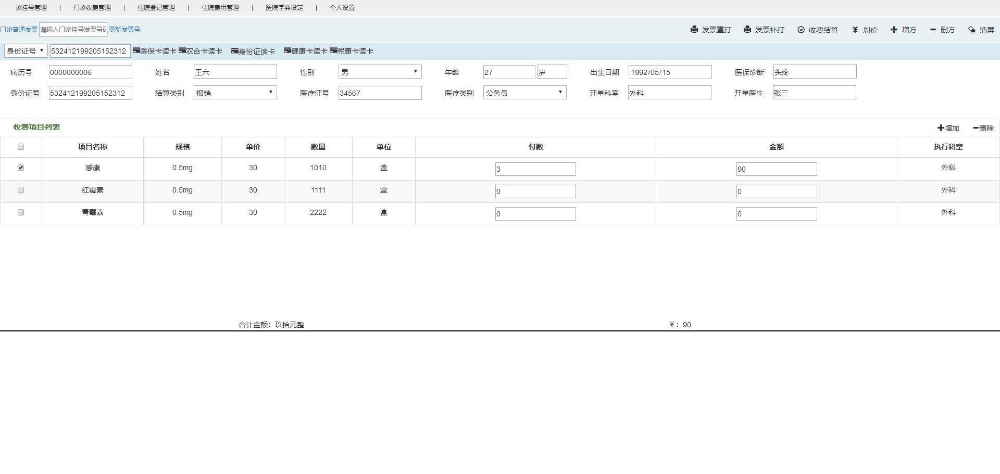 诊挂号管理 | 门诊收费管理 | 住院登记管理 | 住院费用管理 | 医院字典设定 | 个人设置
门诊普通发票 请输入门诊挂号发票号码 更新发票号 发票重打 发票补打 收费结算 划价 增方 删方 清屏
身份证号 532412199205152312 医保卡读卡 农合卡读卡 身份证读卡 健康卡读卡 熙康卡读卡
病历号 0000000006 姓名 王六 性别 男 年龄 27 岁 出生日期 1992/05/15 医保诊断 头疼
身份证号 532412199205152312 结算类别 报销 医疗证号 34567 医疗类别 公务员 开单科室 外科 开单医生 张三
收费项目列表 增加 删除
项目名称 规格 单价 数量 单位 付数 金额 执行科室
感康 0.5mg 30 1010 盒 3 90 外科
红霉素 0.5mg 30 1111 盒 0 0 外科
青霉素 0.5mg 30 2222 盒 0 0 外科
合计金额：玖拾元整 ¥：90